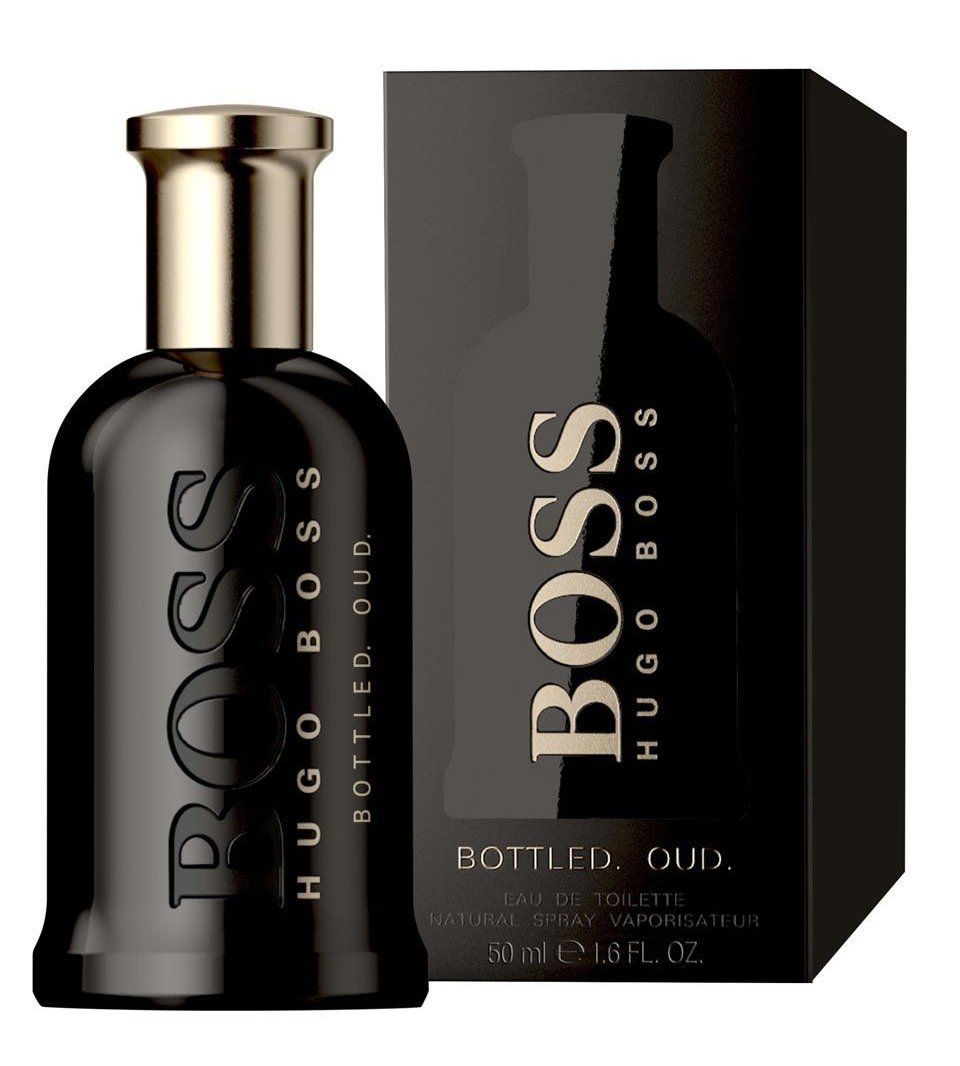 BOSS
HUGO BOSS
BOTTLED. OUD.
BOSS
HUGO BOSS
BOTTLED. OUD.
EAU DE TOILETTE
NATURAL SPRAY VAPORISATEUR
50 ml ℮ 1.6 FL. OZ.